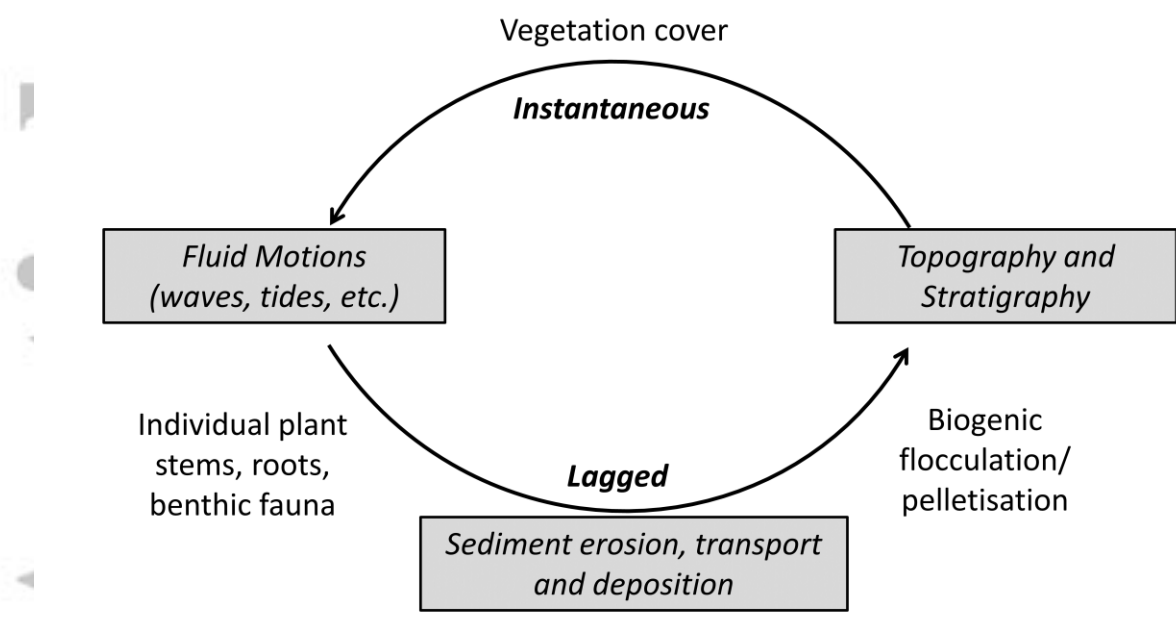 Vegetation cover
Instantaneous
Fluid Motions
(waves, tides, etc.)
Topography and
Stratigraphy
Individual plant
stems, roots,
benthic fauna
Lagged
Biogenic
flocculation/
pelletisation
Sediment erosion, transport
and deposition